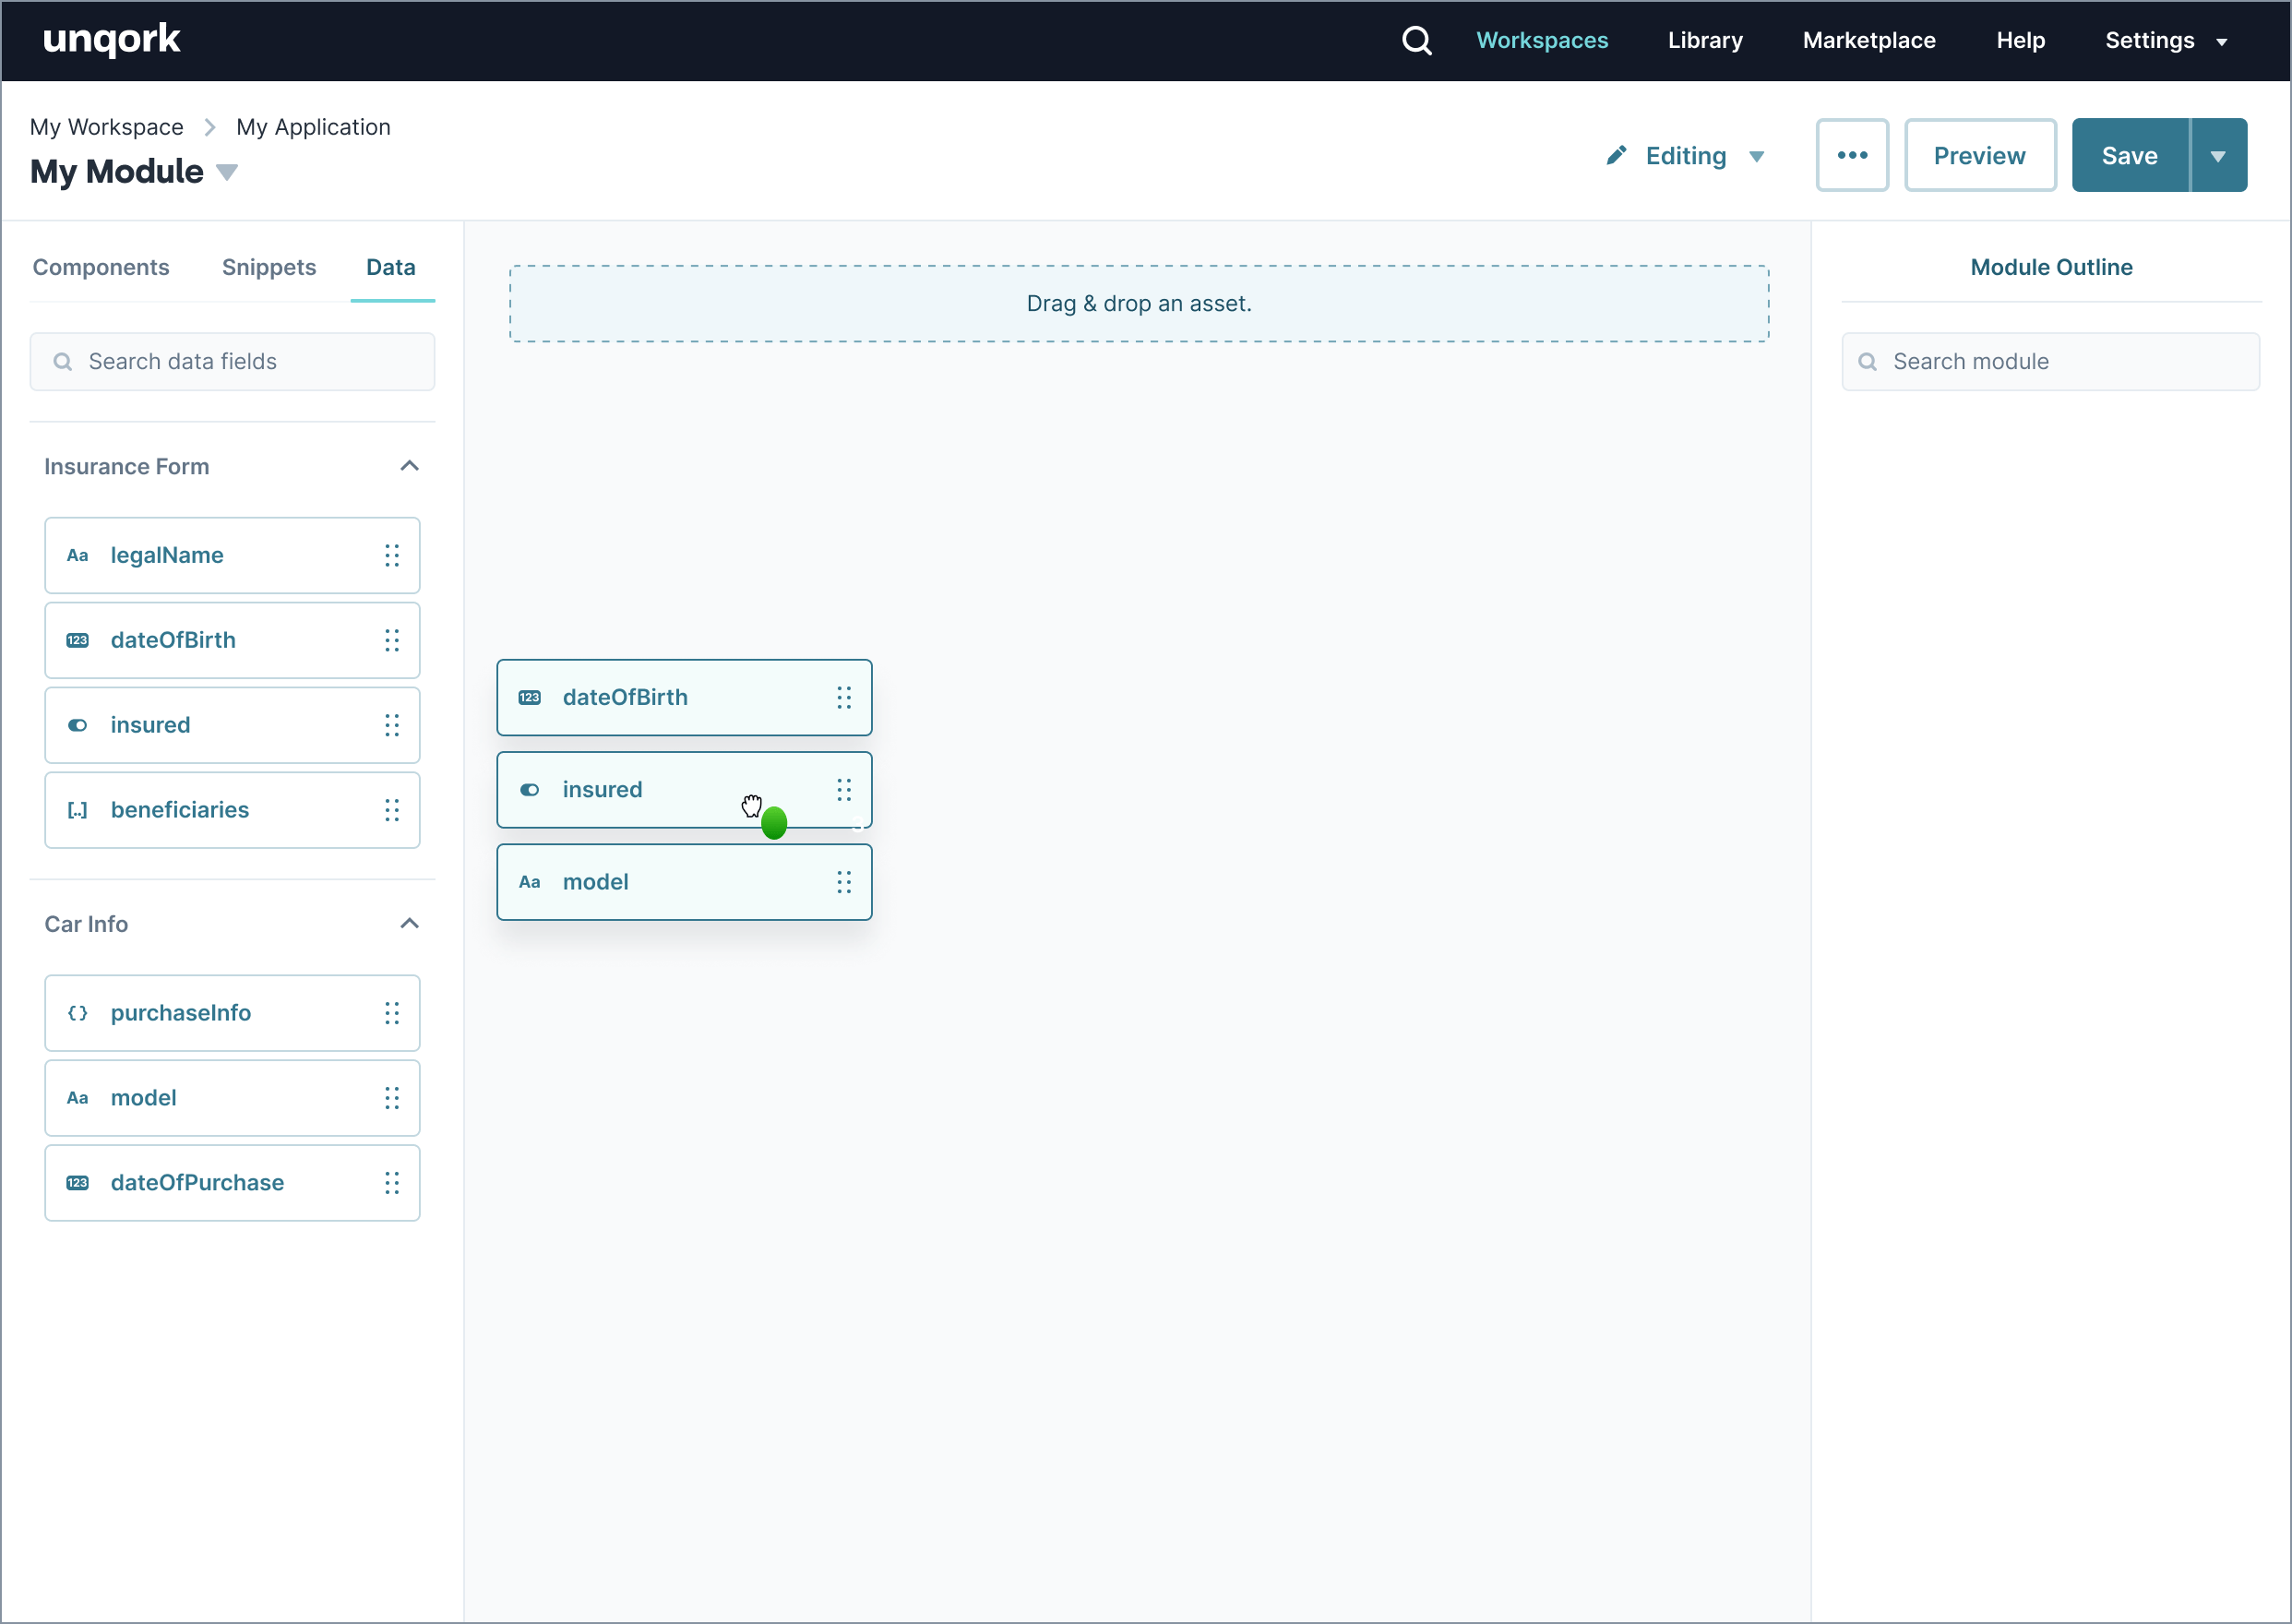 unqork
Workspaces
Library
Marketplace
Help
Settings
My Workspace
My Application
My Module
Editing
Preview
Save
Components
Snippets
Data
Search data fields
Insurance Form
Aa legalName
123 dateOfBirth
insured
[..] beneficiaries
Car Info
{} purchaseInfo
Aa model
123 dateOfPurchase
Drag & drop an asset.
123 dateOfBirth
insured
3
Aa model
Module Outline
Search module